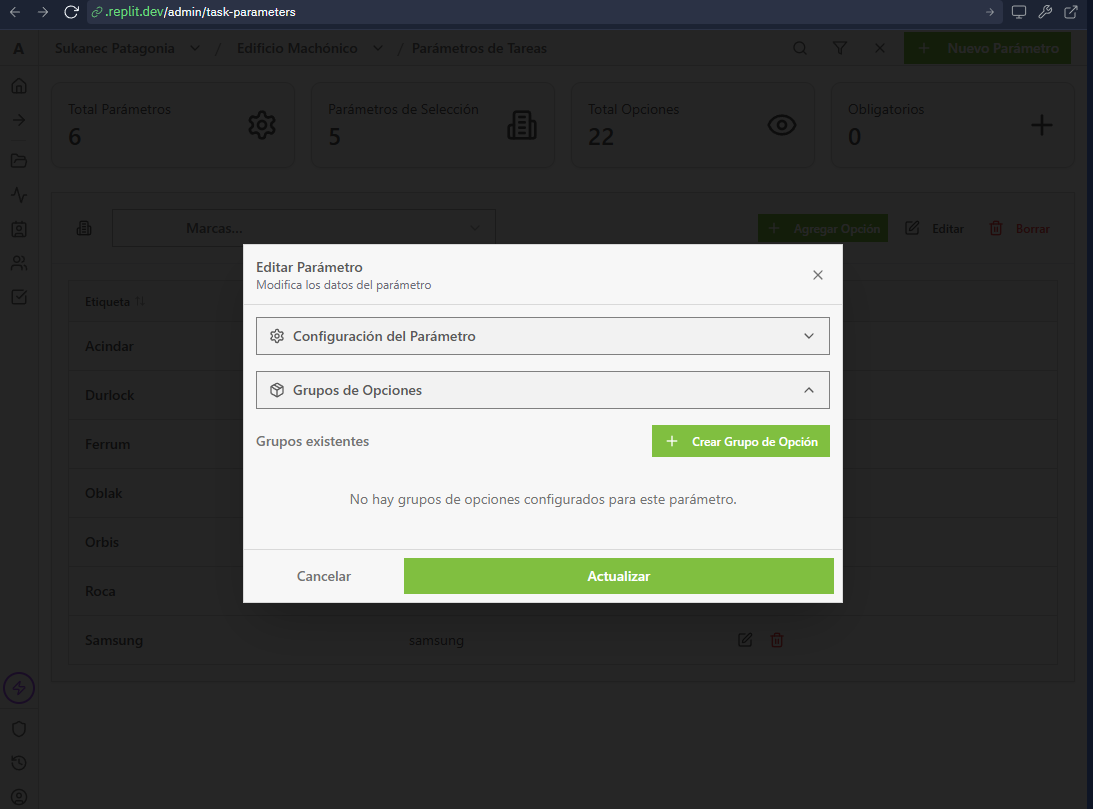 .replit.dev/admin/task-parameters
A Sukanec Patagonia / Edificio Machónico / Parámetros de Tareas Nuevo Parámetro
Total Parámetros Parámetros de Selección Total Opciones Obligatorios
6 5 22 0
Marcas... Agregar Opción Editar Borrar
Editar Parámetro
Modifica los datos del parámetro
Etiqueta
Configuración del Parámetro
Acindar
Grupos de Opciones
Durlock
Grupos existentes Crear Grupo de Opción
Ferrum
Oblak
No hay grupos de opciones configurados para este parámetro.
Orbis
Cancelar Actualizar
Roca
Samsung samsung